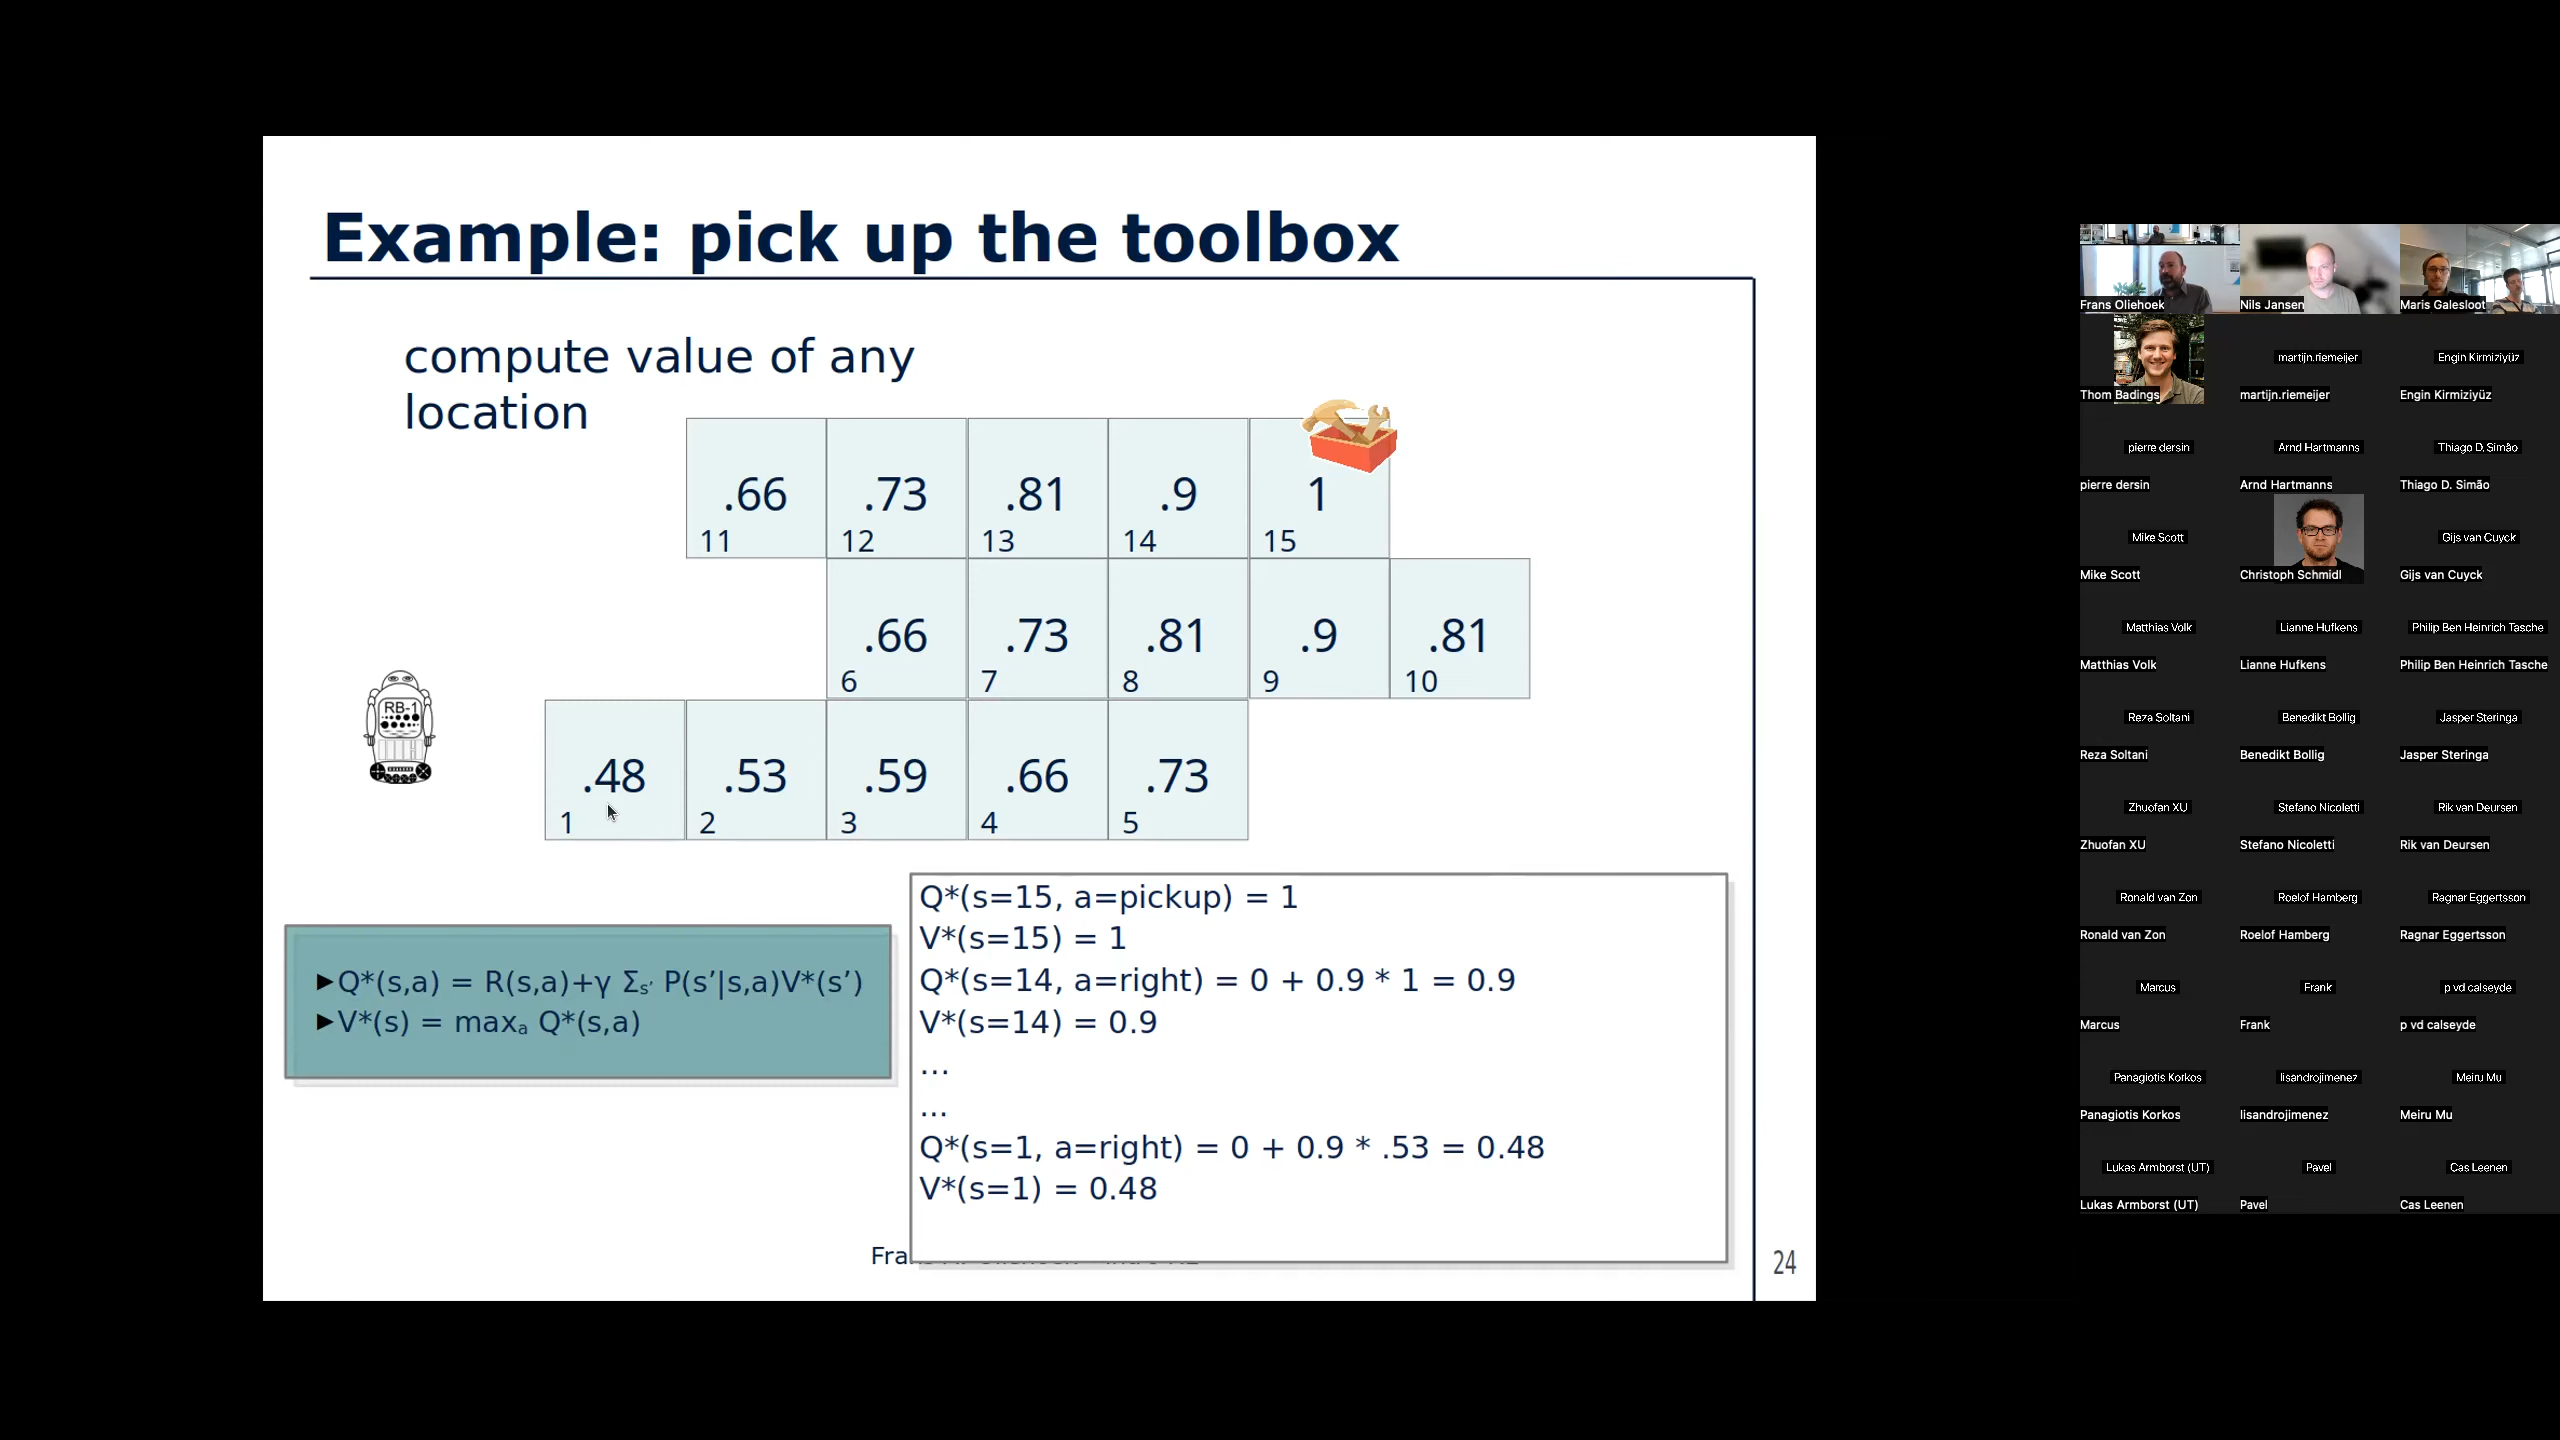 Example: pick up the toolbox
compute value of any
location
.66 .73 .81 .9 1
11 12 13 14 15
.66 .73 .81 .9 .81
6 7 8 9 10
RB-1
.48 .53 .59 .66 .73
1 2 3 4 5
►Q*(s,a) = R(s,a)+γ Σs' P(s'|s,a)V*(s')
►V*(s) = maxa Q*(s,a)
Q*(s=15, a=pickup) = 1
V*(s=15) = 1
Q*(s=14, a=right) = 0 + 0.9 * 1 = 0.9
V*(s=14) = 0.9
...
...
Q*(s=1, a=right) = 0 + 0.9 * .53 = 0.48
V*(s=1) = 0.48
24
Frans Oliehoek Nils Jansen Maris Galesloot
martijn.riemeijer Engin Kirmiziyüz
Thom Badings martijn.riemeijer Engin Kirmiziyüz
pierre dersin Arnd Hartmanns Thiago D. Simão
pierre dersin Arnd Hartmanns Thiago D. Simão
Mike Scott Gijs van Cuyck
Mike Scott Christoph Schmidl Gijs van Cuyck
Matthias Volk Lianne Hufkens Philip Ben Heinrich Tasche
Matthias Volk Lianne Hufkens Philip Ben Heinrich Tasche
Reza Soltani Benedikt Bollig Jasper Steringa
Reza Soltani Benedikt Bollig Jasper Steringa
Zhuofan XU Stefano Nicoletti Rik van Deursen
Zhuofan XU Stefano Nicoletti Rik van Deursen
Ronald van Zon Roelof Hamberg Ragnar Eggertsson
Ronald van Zon Roelof Hamberg Ragnar Eggertsson
Marcus Frank p vd calseyde
Marcus Frank p vd calseyde
Panagiotis Korkos lisandrojimenez Meiru Mu
Panagiotis Korkos lisandrojimenez Meiru Mu
Lukas Armborst (UT) Pavel Cas Leenen
Lukas Armborst (UT) Pavel Cas Leenen